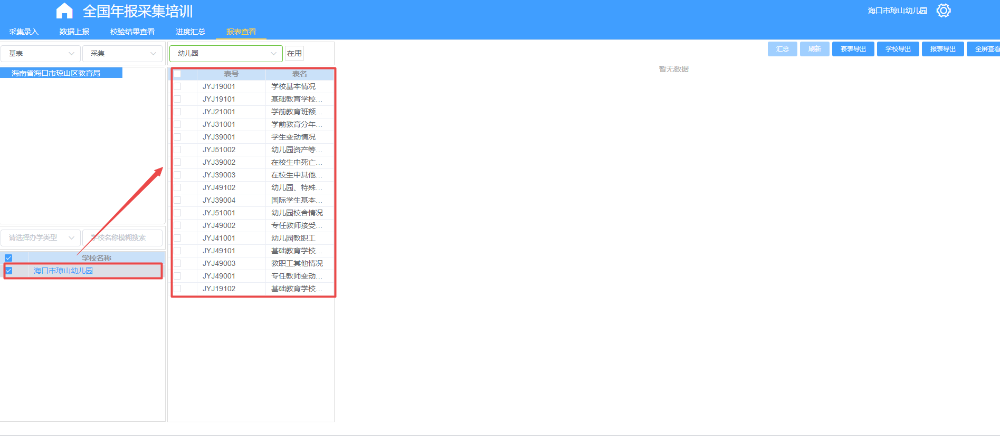 全国年报采集培训
海口市琼山幼儿园
采集录入 数据上报 校验结果查看 进度汇总 报表查看
基表 采集 幼儿园 在用
汇总 刷新 套表导出 学校导出 报表导出 全屏查看
海南省海口市琼山区教育局
暂无数据
表号 表名
JYJ19001 学校基本情况
JYJ19101 基础教育学校...
JYJ21001 学前教育班额...
JYJ31001 学前教育分年...
JYJ39001 学生变动情况
JYJ51002 幼儿园资产等...
JYJ39002 在校生中死亡...
JYJ39003 在校生中其他...
JYJ49102 幼儿园、特殊...
JYJ39004 国际学生基本...
JYJ51001 幼儿园校舍情况
JYJ49002 专任教师接受...
JYJ41001 幼儿园教职工
JYJ49101 基础教育学校...
JYJ49003 教职工其他情况
JYJ49001 专任教师变动...
JYJ19102 基础教育学校...
请选择办学类型 学校名称模糊搜索
学校名称
海口市琼山幼儿园